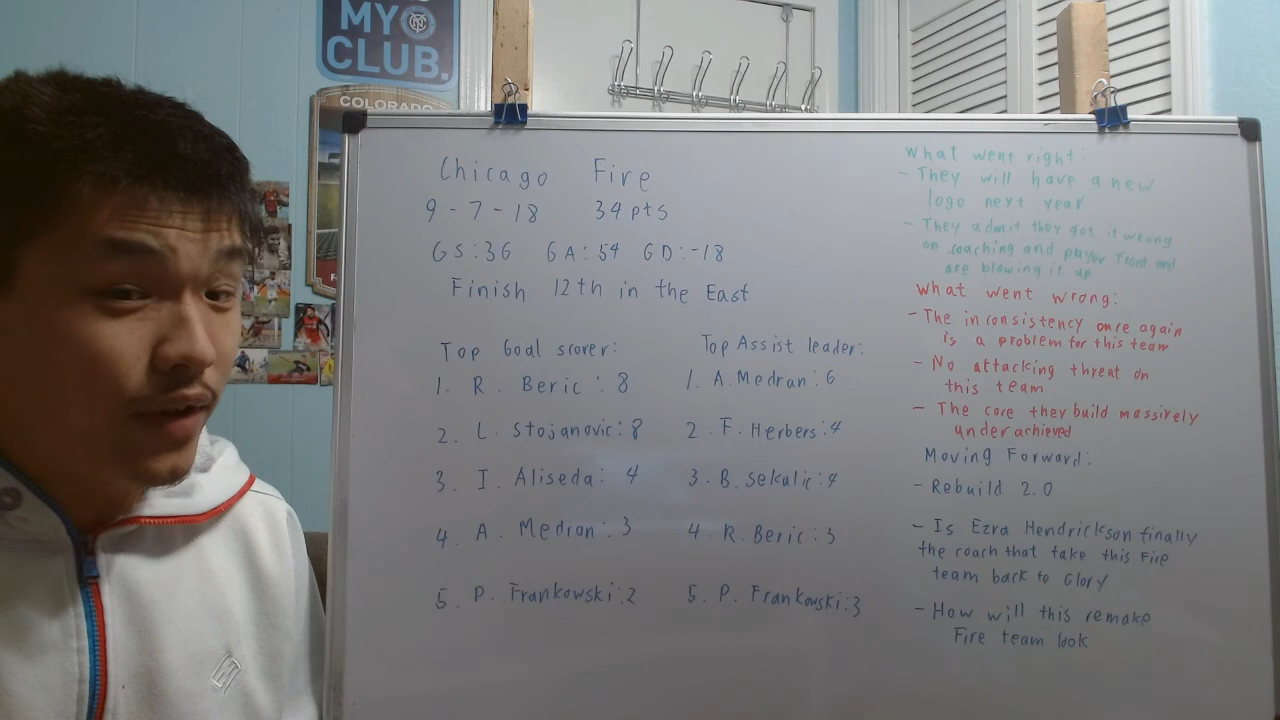 MY
CLUB.
COLORADO
Chicago Fire
9-7-18 34pts
GS:36 GA:54 GD:-18
Finish 12th in the East
Top Goal scorer:
1. R. Beric: 8
2. L. Stojanovic:8
3. I. Aliseda: 4
4. A. Medran:3
5. P. Frankowski:2
Top Assist leader:
1. A.Medran:6
2. F. Herbers:4
3. B. Sekulic:4
4. R. Beric:3
5. P. Frankowski:3
What went right:
- They will have a new
logo next year
- They admit they got it wrong
on coaching and player front and
are blowing it up
What went wrong:
- The inconsistency once again
is a problem for this team
- No attacking threat on
this team
- The core they build massively
underachieved
Moving Forward:
- Rebuild 2.0
- Is Ezra Hendrickson finally
the coach that take this Fire
team back to Glory
- How will this remake
Fire team look